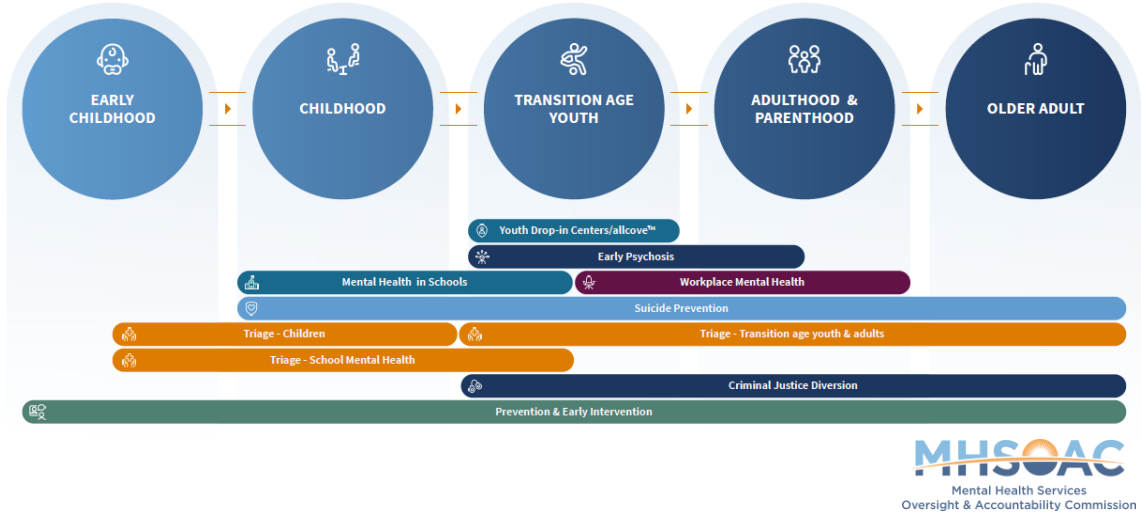 EARLY
CHILDHOOD
CHILDHOOD
TRANSITION AGE
YOUTH
ADULTHOOD &
PARENTHOOD
OLDER ADULT
Youth Drop-in Centers/allcove™
Early Psychosis
Mental Health in Schools
Workplace Mental Health
Suicide Prevention
Triage - Children
Triage - Transition age youth & adults
Triage - School Mental Health
Criminal Justice Diversion
Prevention & Early Intervention
MHSOAC
Mental Health Services
Oversight & Accountability Commission